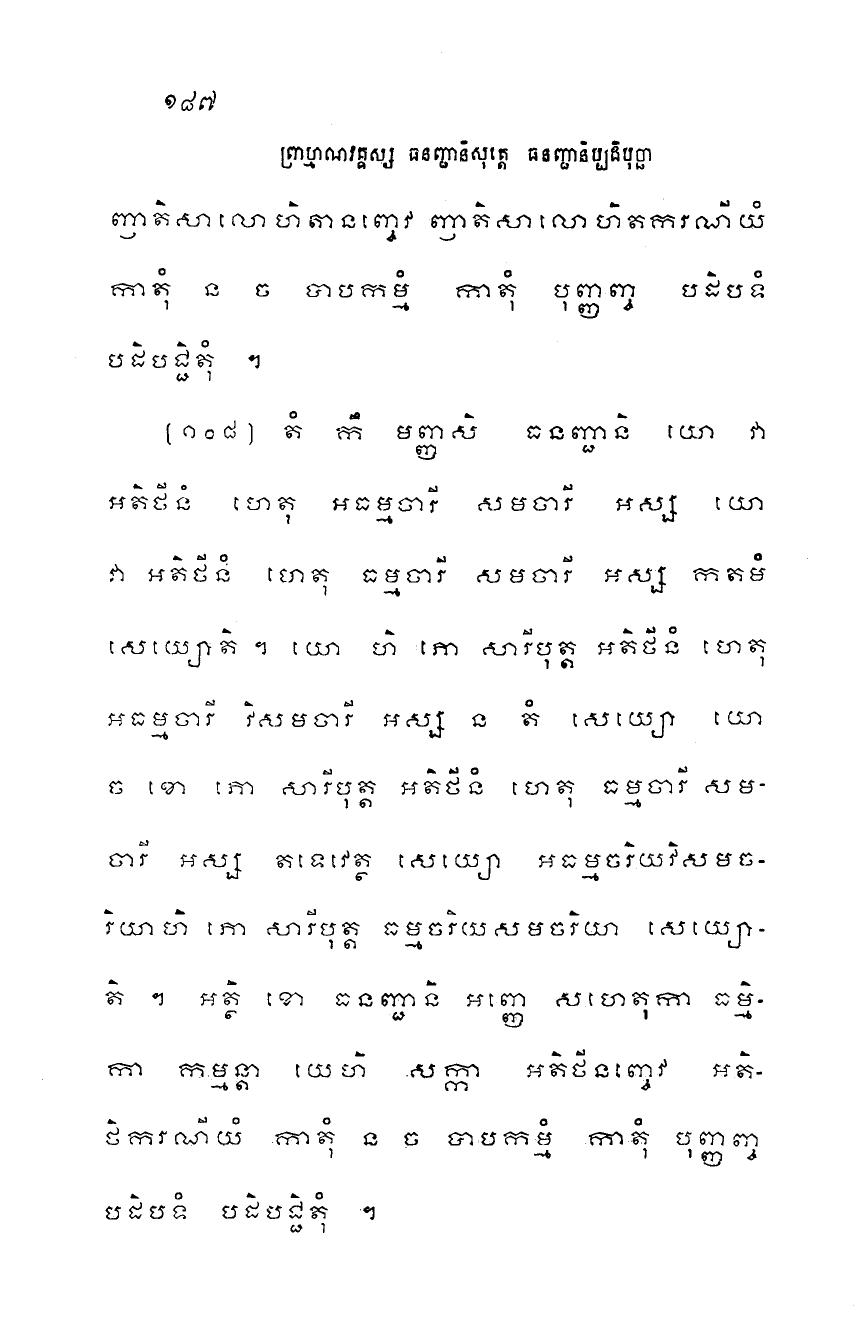 ១៨៧
ព្រាហ្មណវគ្គស្ស ធនញ្ជានិសុត្តេ ធនញ្ជានិប្បដិបុច្ឆា
ញាតិសាលោហិតានញ្ចេវ ញាតិសាលោហិតករណីយំ
កាតុំ ន ច បាបកម្មំ កាតុំ បុញ្ញញ្ច បដិបទំ
បដិបជ្ជិតុំ ។
(១០៨) តំ កឹ មញ្ញសិ ធនញ្ជានិ យោ វា
អតិថីនំ ហេតុ អធម្មចារី សមចារី អស្ស យោ
វា អតិថីនំ ហេតុ ធម្មចារី សមចារី អស្ស កតមំ
សេយ្យោតិ ។ យោ ហិ ភោ សារីបុត្ត អតិថីនំ ហេតុ
អធម្មចារី វិសមចារី អស្ស ន តំ សេយ្យោ យោ
ច ខោ ភោ សារីបុត្ត អតិថីនំ ហេតុ ធម្មចារី សម-
ចារី អស្ស តទេវេត្ថ សេយ្យោ អធម្មចរិយវិសមច-
រិយាហិ ភោ សារីបុត្ត ធម្មចរិយសមចរិយា សេយ្យោ-
តិ ។ អត្ថិ ខោ ធនញ្ជានិ អញ្ញេ សហេតុកា ធម្មិ-
កា កម្មន្តា យេហិ សក្កា អតិថីនញ្ចេវ អតិ-
ថិករណីយំ កាតុំ ន ច បាបកម្មំ កាតុំ បុញ្ញញ្ច
បដិបទំ បដិបជ្ជិតុំ ។